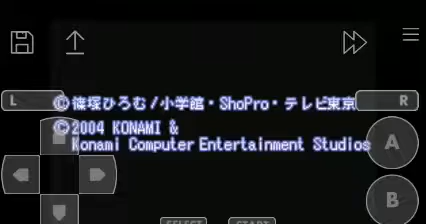 L
R
©篠塚ひろむ/小学館・ShoPro・テレビ東京
©2004 KONAMI &
Konami Computer Entertainment Studios
A
B
SELECT
START